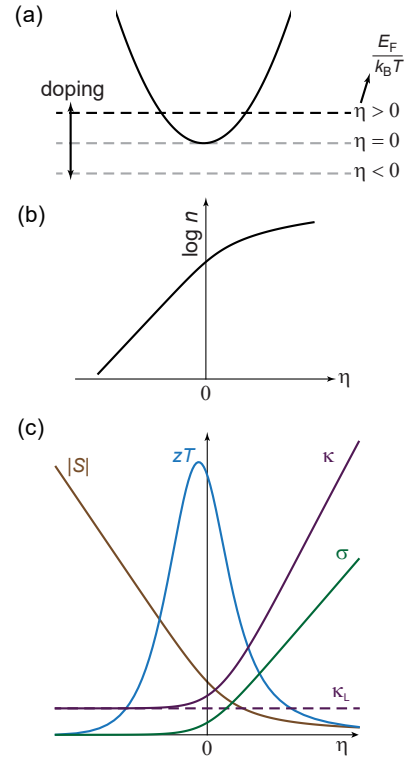 (a)
E_F
k_BT
doping
η > 0
η = 0
η < 0
(b)
log n
0
η
(c)
|S|
zT
κ
σ
κ_L
0
η